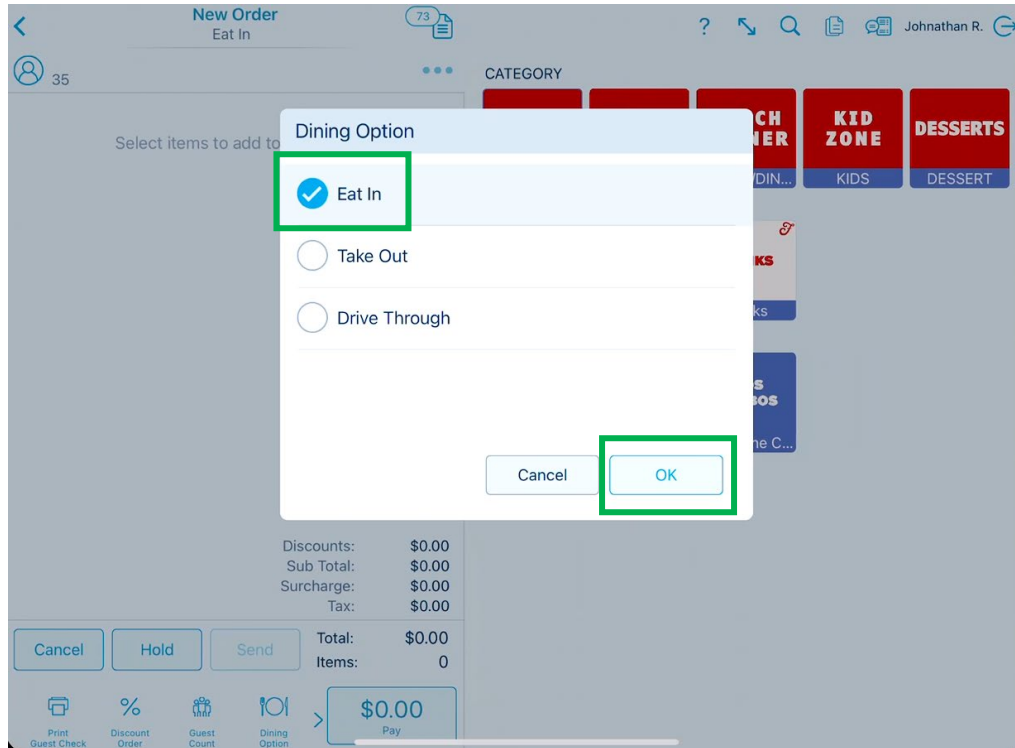 New Order
Eat In
73
?
Johnathan R.
35
CATEGORY
Select items to add to
Dining Option
Eat In
Take Out
Drive Through
Cancel
OK
KID
ZONE
DESSERTS
KIDS
DESSERT
Discounts: $0.00
Sub Total: $0.00
Surcharge: $0.00
Tax: $0.00
Cancel
Hold
Send
Total: $0.00
Items: 0
Print
Guest Check
Discount
Order
Guest
Count
Dining
Option
$0.00
Pay